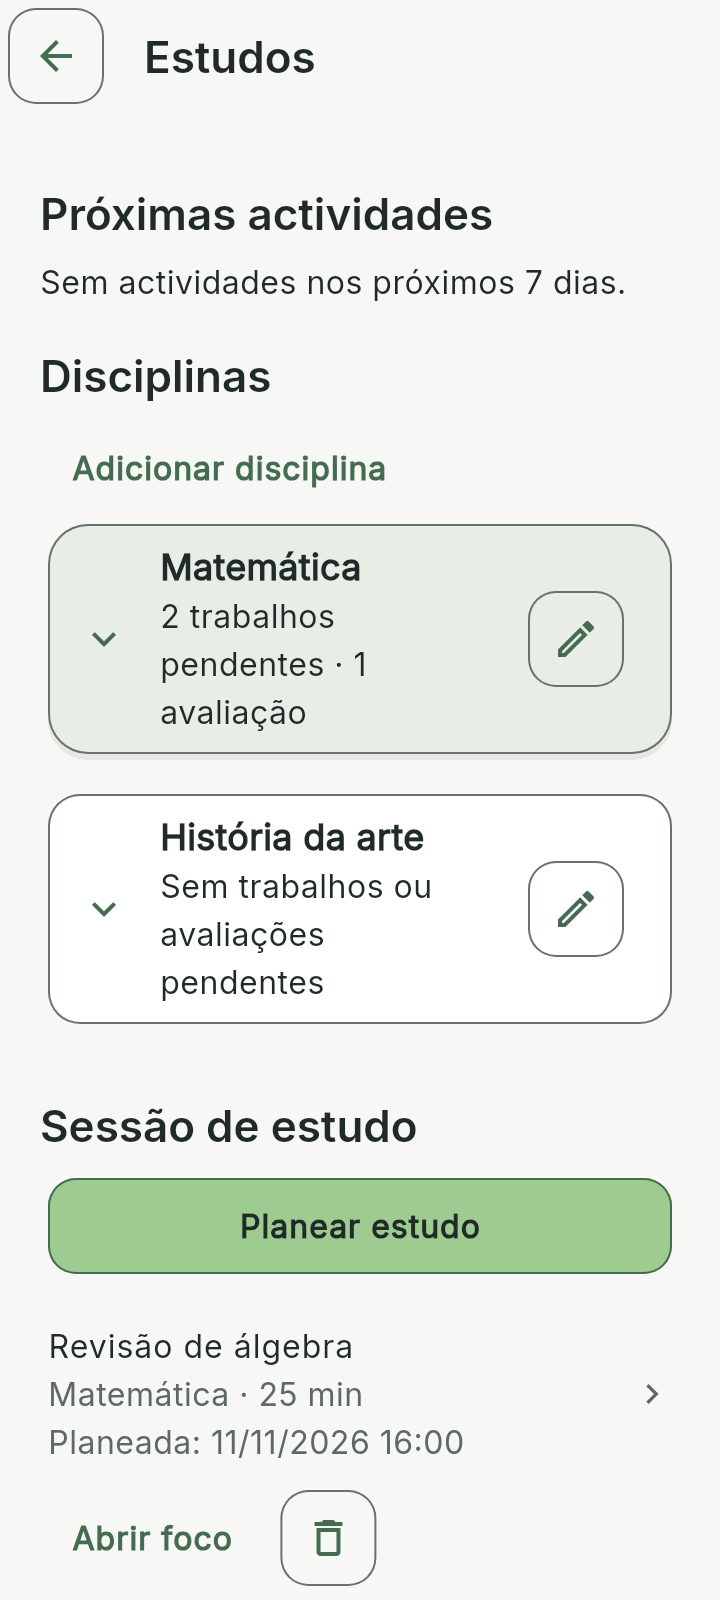 Estudos
Próximas actividades
Sem actividades nos próximos 7 dias.
Disciplinas
Adicionar disciplina
Matemática
2 trabalhos
pendentes · 1
avaliação
História da arte
Sem trabalhos ou
avaliações
pendentes
Sessão de estudo
Planear estudo
Revisão de álgebra
Matemática · 25 min
Planeada: 11/11/2026 16:00
Abrir foco